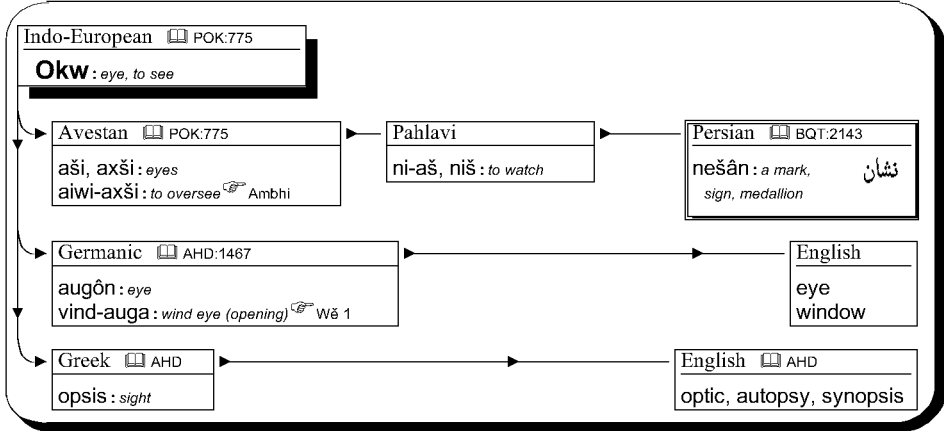 Indo-European POK:775
Okw : eye, to see
Avestan POK:775
aši, axši : eyes
aiwi-axši : to oversee Ambhi
Pahlavi
ni-aš, niš : to watch
Persian BQT:2143
nešân : a mark, نشان
sign, medallion
Germanic AHD:1467
augôn : eye
vind-auga : wind eye (opening) Wě 1
English
eye
window
Greek AHD
opsis : sight
English AHD
optic, autopsy, synopsis